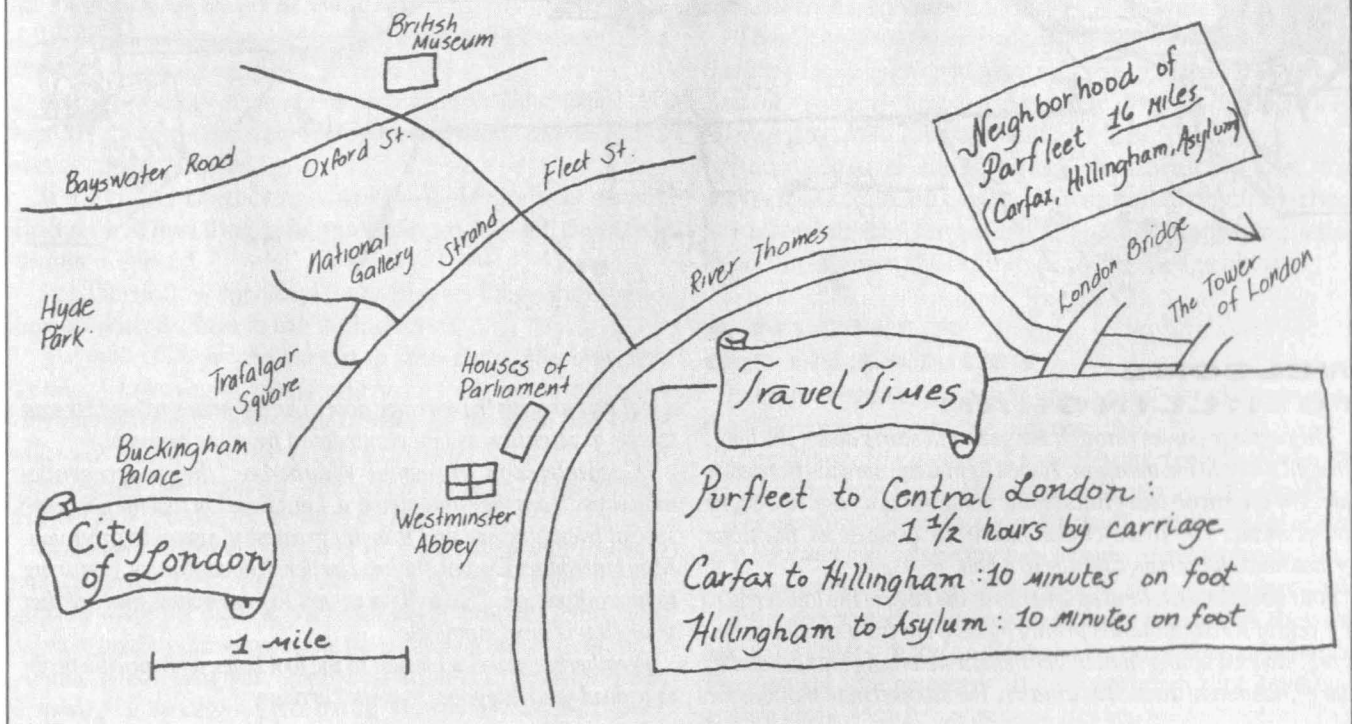 British
Museum
Neighborhood of
Parfleet 16 miles
(Carfax, Hillingham, Asylum)
Bayswater Road
Oxford St
Fleet St
National
Gallery
Strand
River Thames
London Bridge
The Tower
of London
Hyde
Park
Trafalgar
Square
Houses of
Parliament
Travel Times
Buckingham
Palace
Westminster
Abbey
City
of London
1 mile
Purfleet to Central London:
1 1/2 hours by carriage
Carfax to Hillingham: 10 minutes on foot
Hillingham to Asylum: 10 minutes on foot